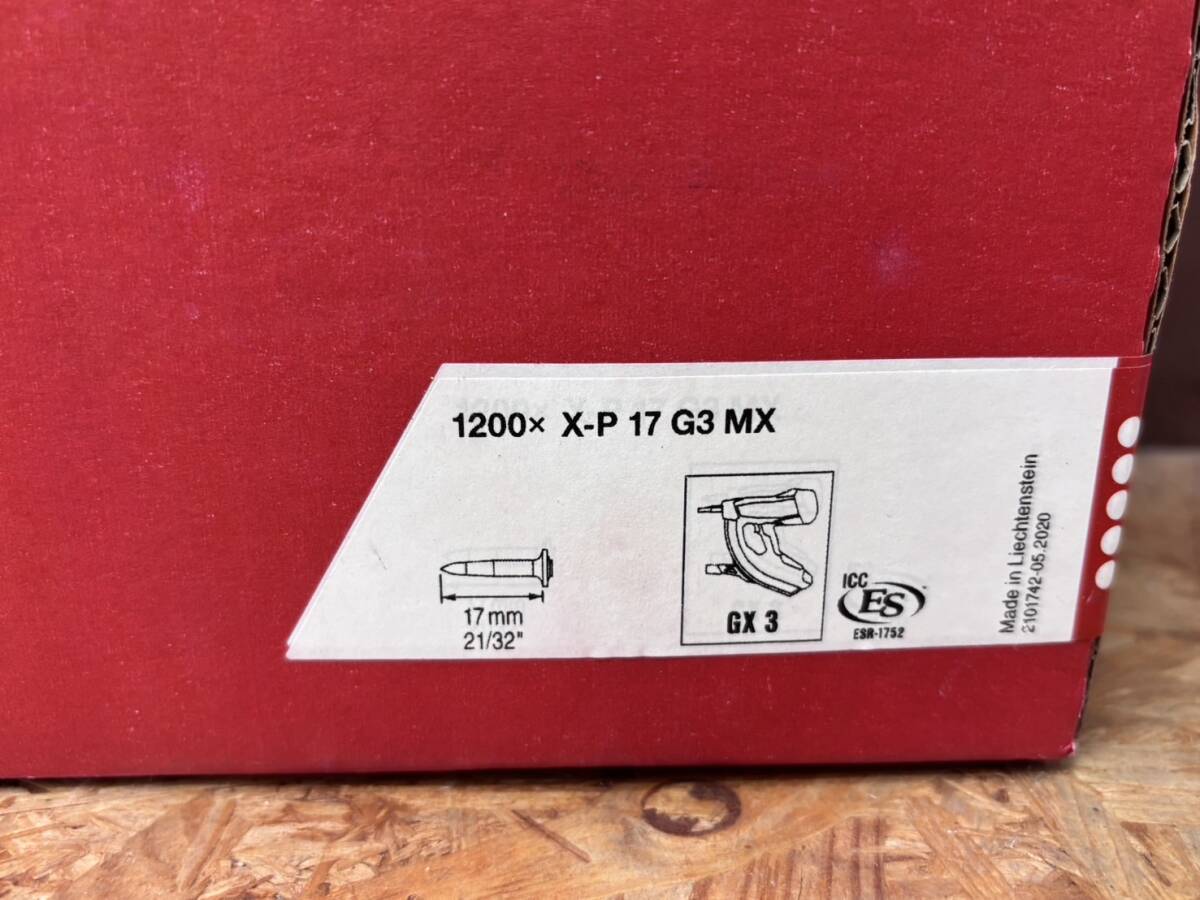 1200x X-P 17 G3 MX
17 mm
21/32"
GX 3
ICC
ES
ESR-1752
Made in Liechtenstein
2101742-05.2020